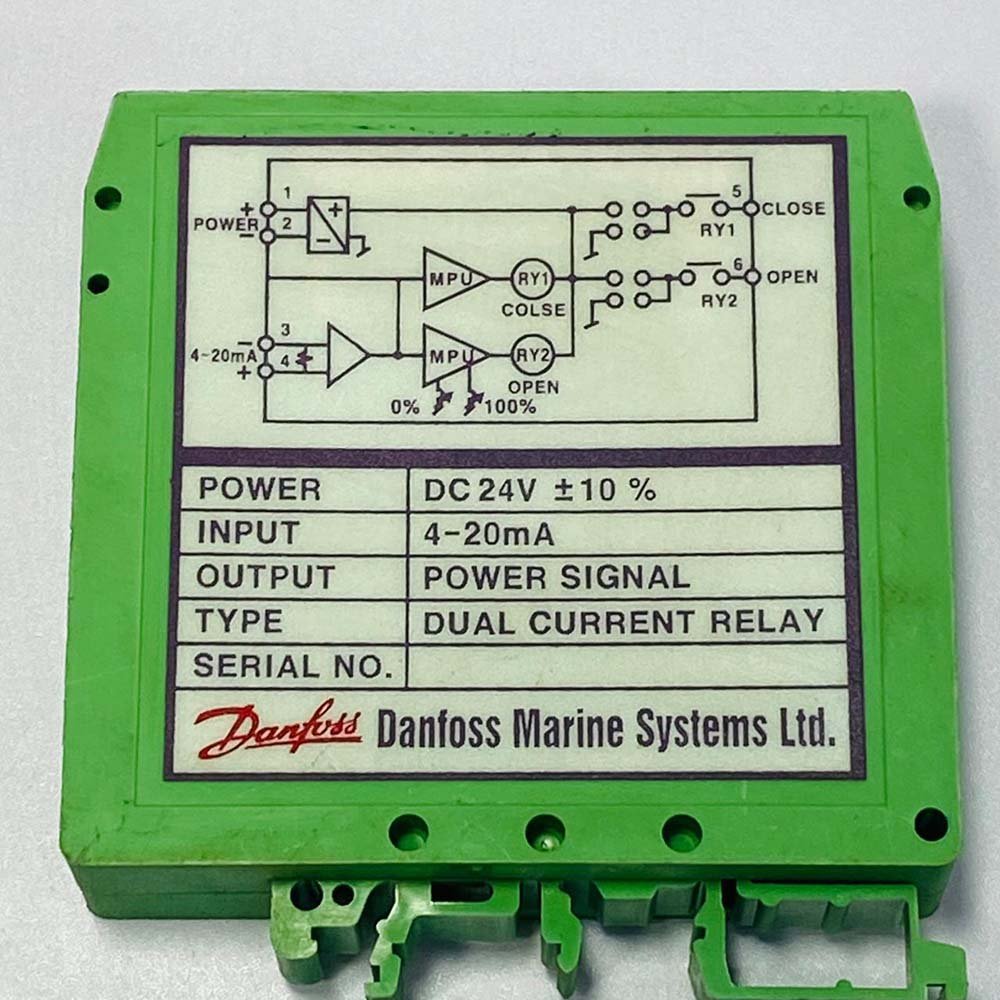 1
+ POWER 2 + 5 CLOSE
- - RY1
MPU RY1 6 OPEN
COLSE RY2
3
-
4-20mA 4 MPU RY2
+ OPEN
0% 100%
POWER DC 24V ±10 %
INPUT 4-20mA
OUTPUT POWER SIGNAL
TYPE DUAL CURRENT RELAY
SERIAL NO.
Danfoss Danfoss Marine Systems Ltd.